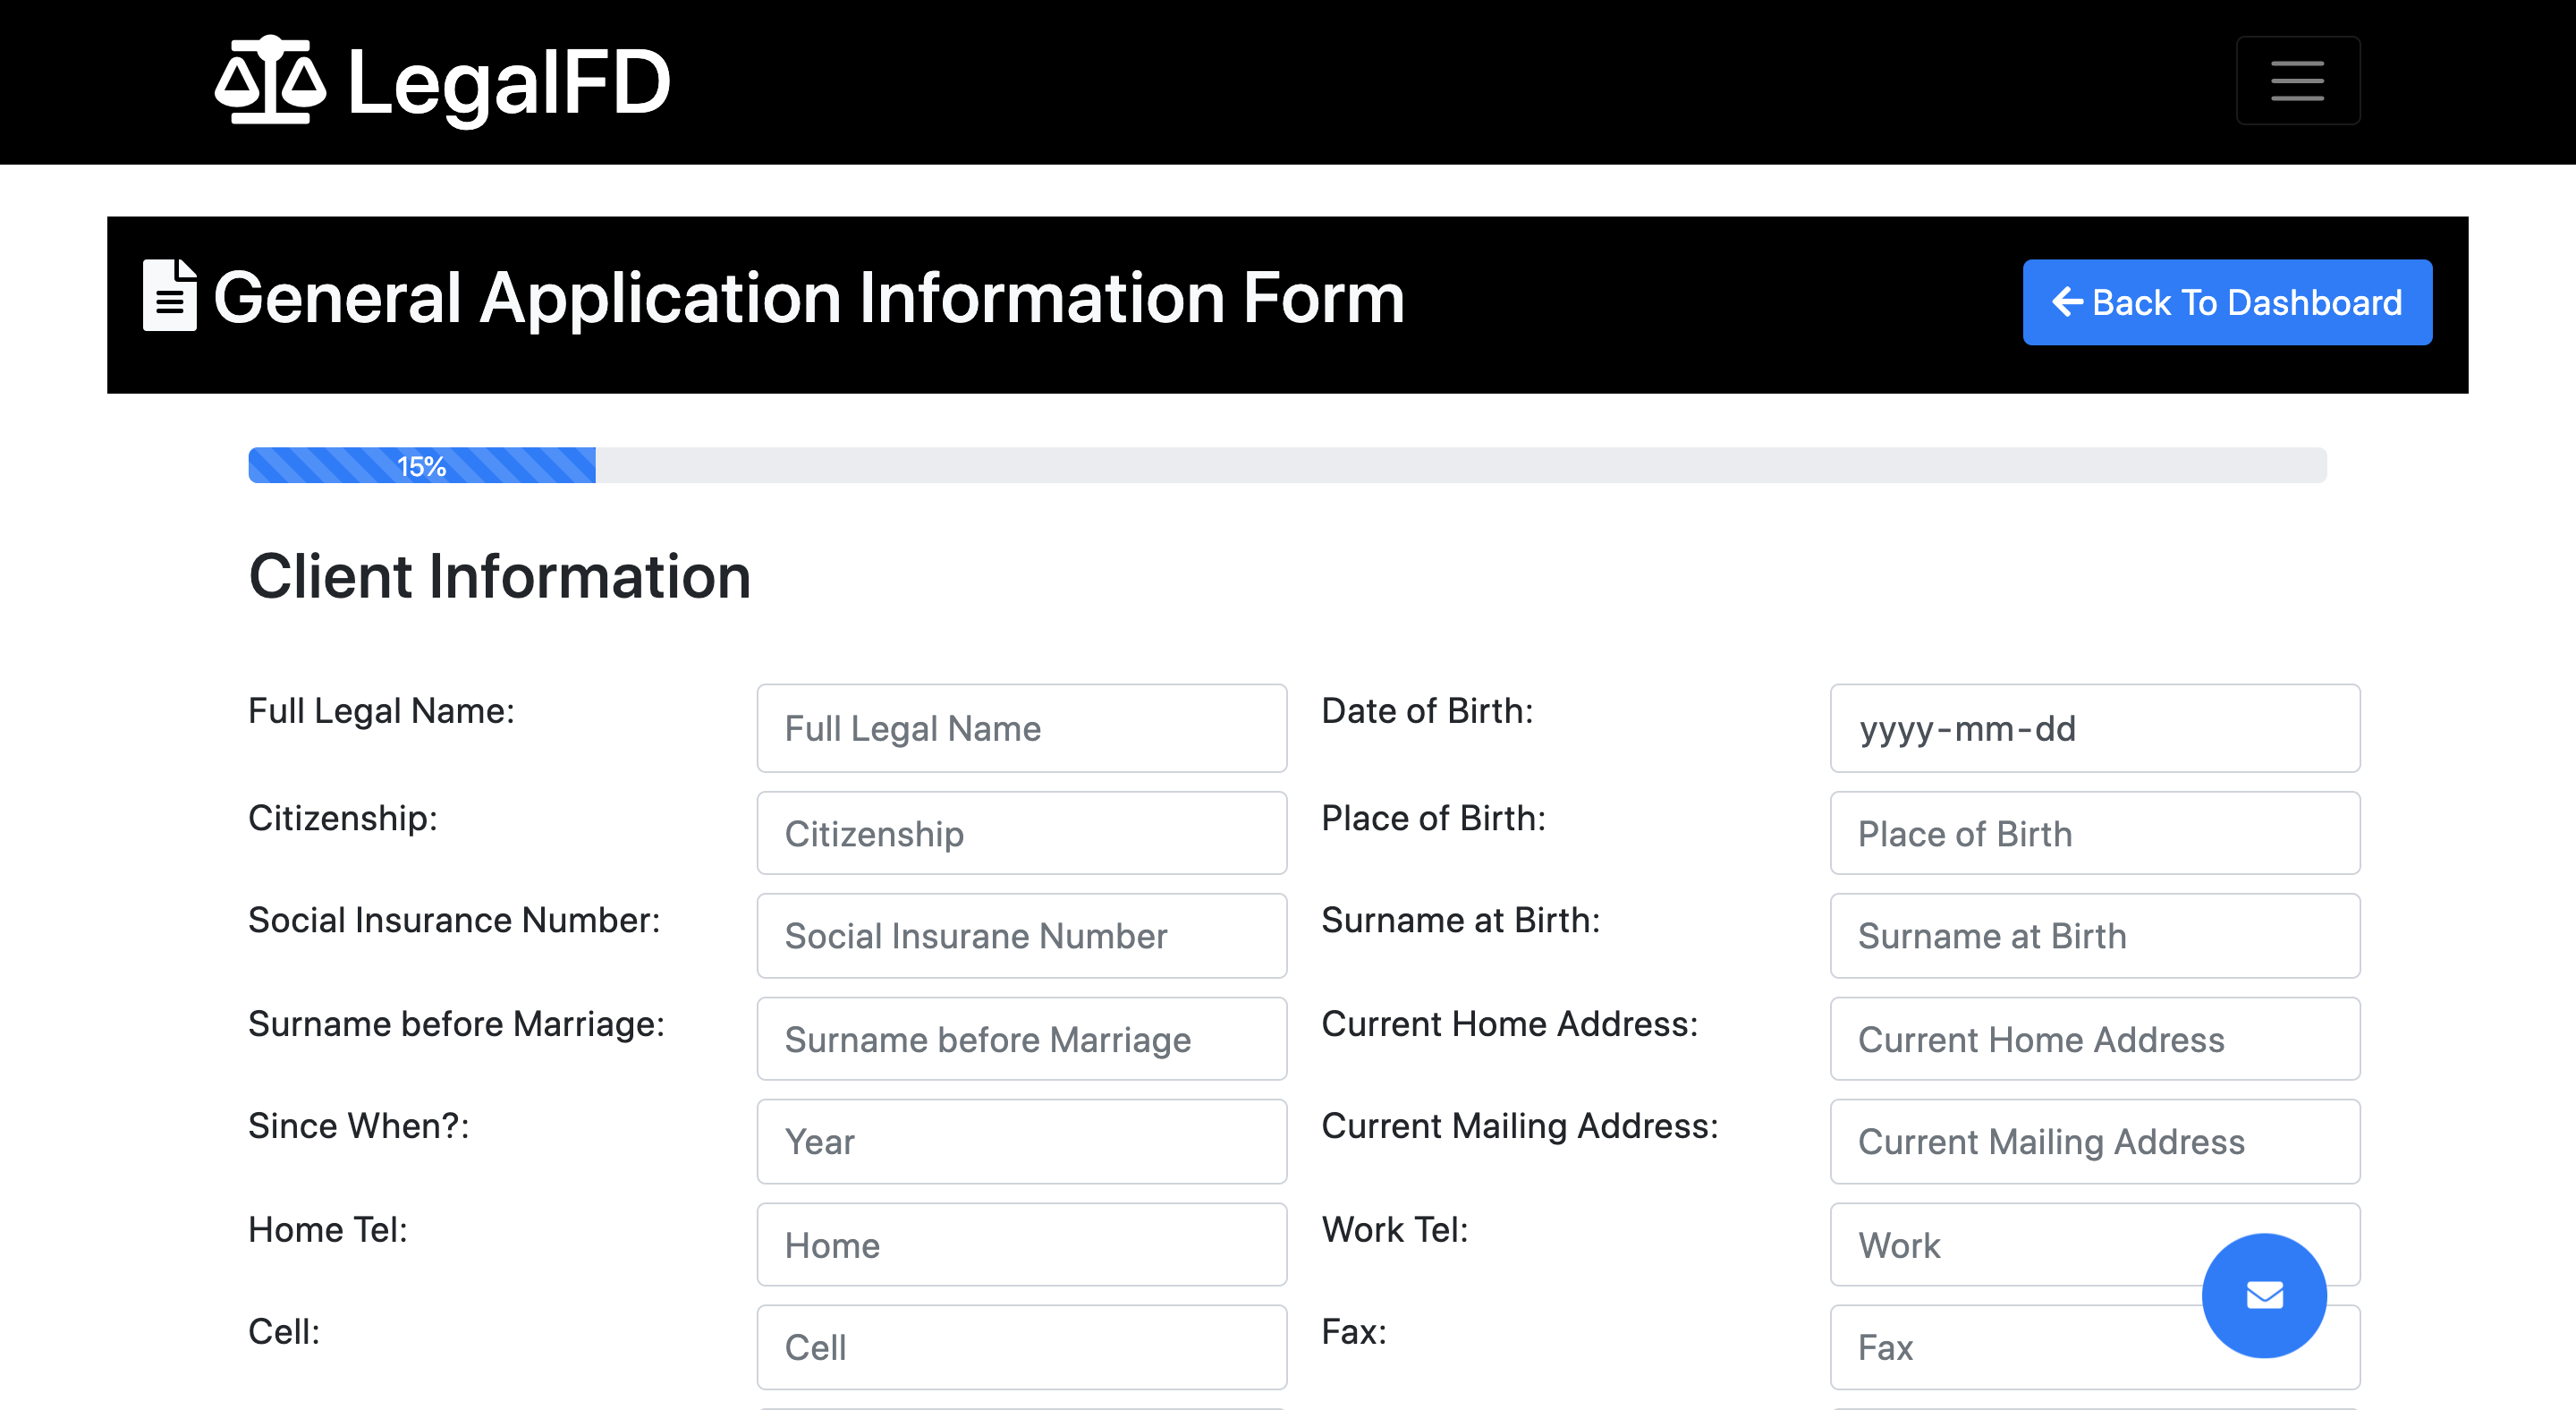 LegalFD
General Application Information Form
Back To Dashboard
15%
Client Information
Full Legal Name: Full Legal Name Date of Birth: yyyy-mm-dd
Citizenship: Citizenship Place of Birth: Place of Birth
Social Insurance Number: Social Insurane Number Surname at Birth: Surname at Birth
Surname before Marriage: Surname before Marriage Current Home Address: Current Home Address
Since When?: Year Current Mailing Address: Current Mailing Address
Home Tel: Home Work Tel: Work
Cell: Cell Fax: Fax